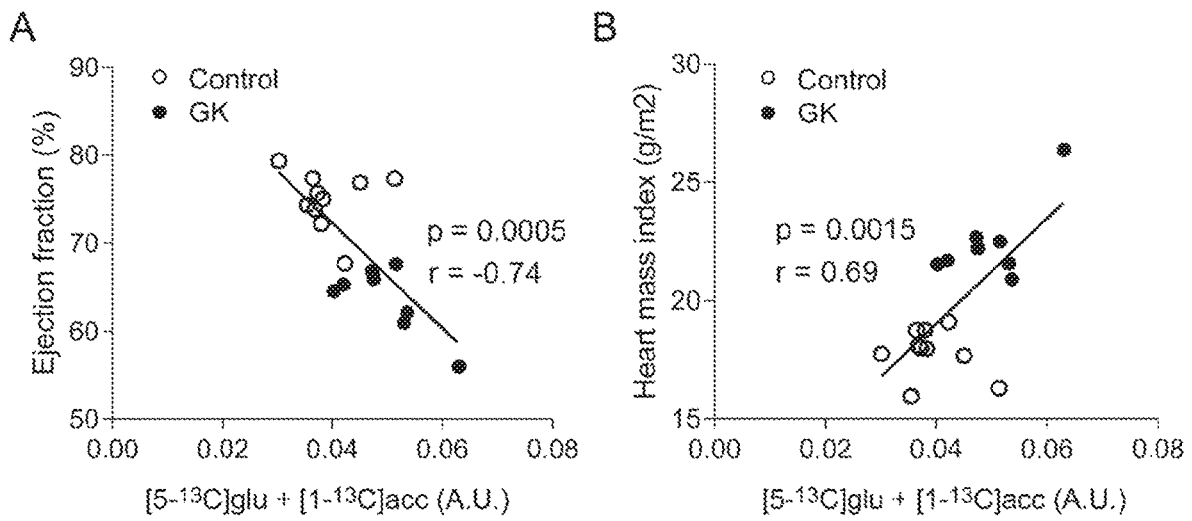 A
Ejection fraction (%)
90
80
70
60
50
Control
GK
p = 0.0005
r = -0.74
0.00 0.02 0.04 0.06 0.08
[5-¹³C]glu + [1-¹³C]acc (A.U.)
B
Heart mass index (g/m2)
30
25
20
15
Control
GK
p = 0.0015
r = 0.69
0.00 0.02 0.04 0.06 0.08
[5-¹³C]glu + [1-¹³C]acc (A.U.)